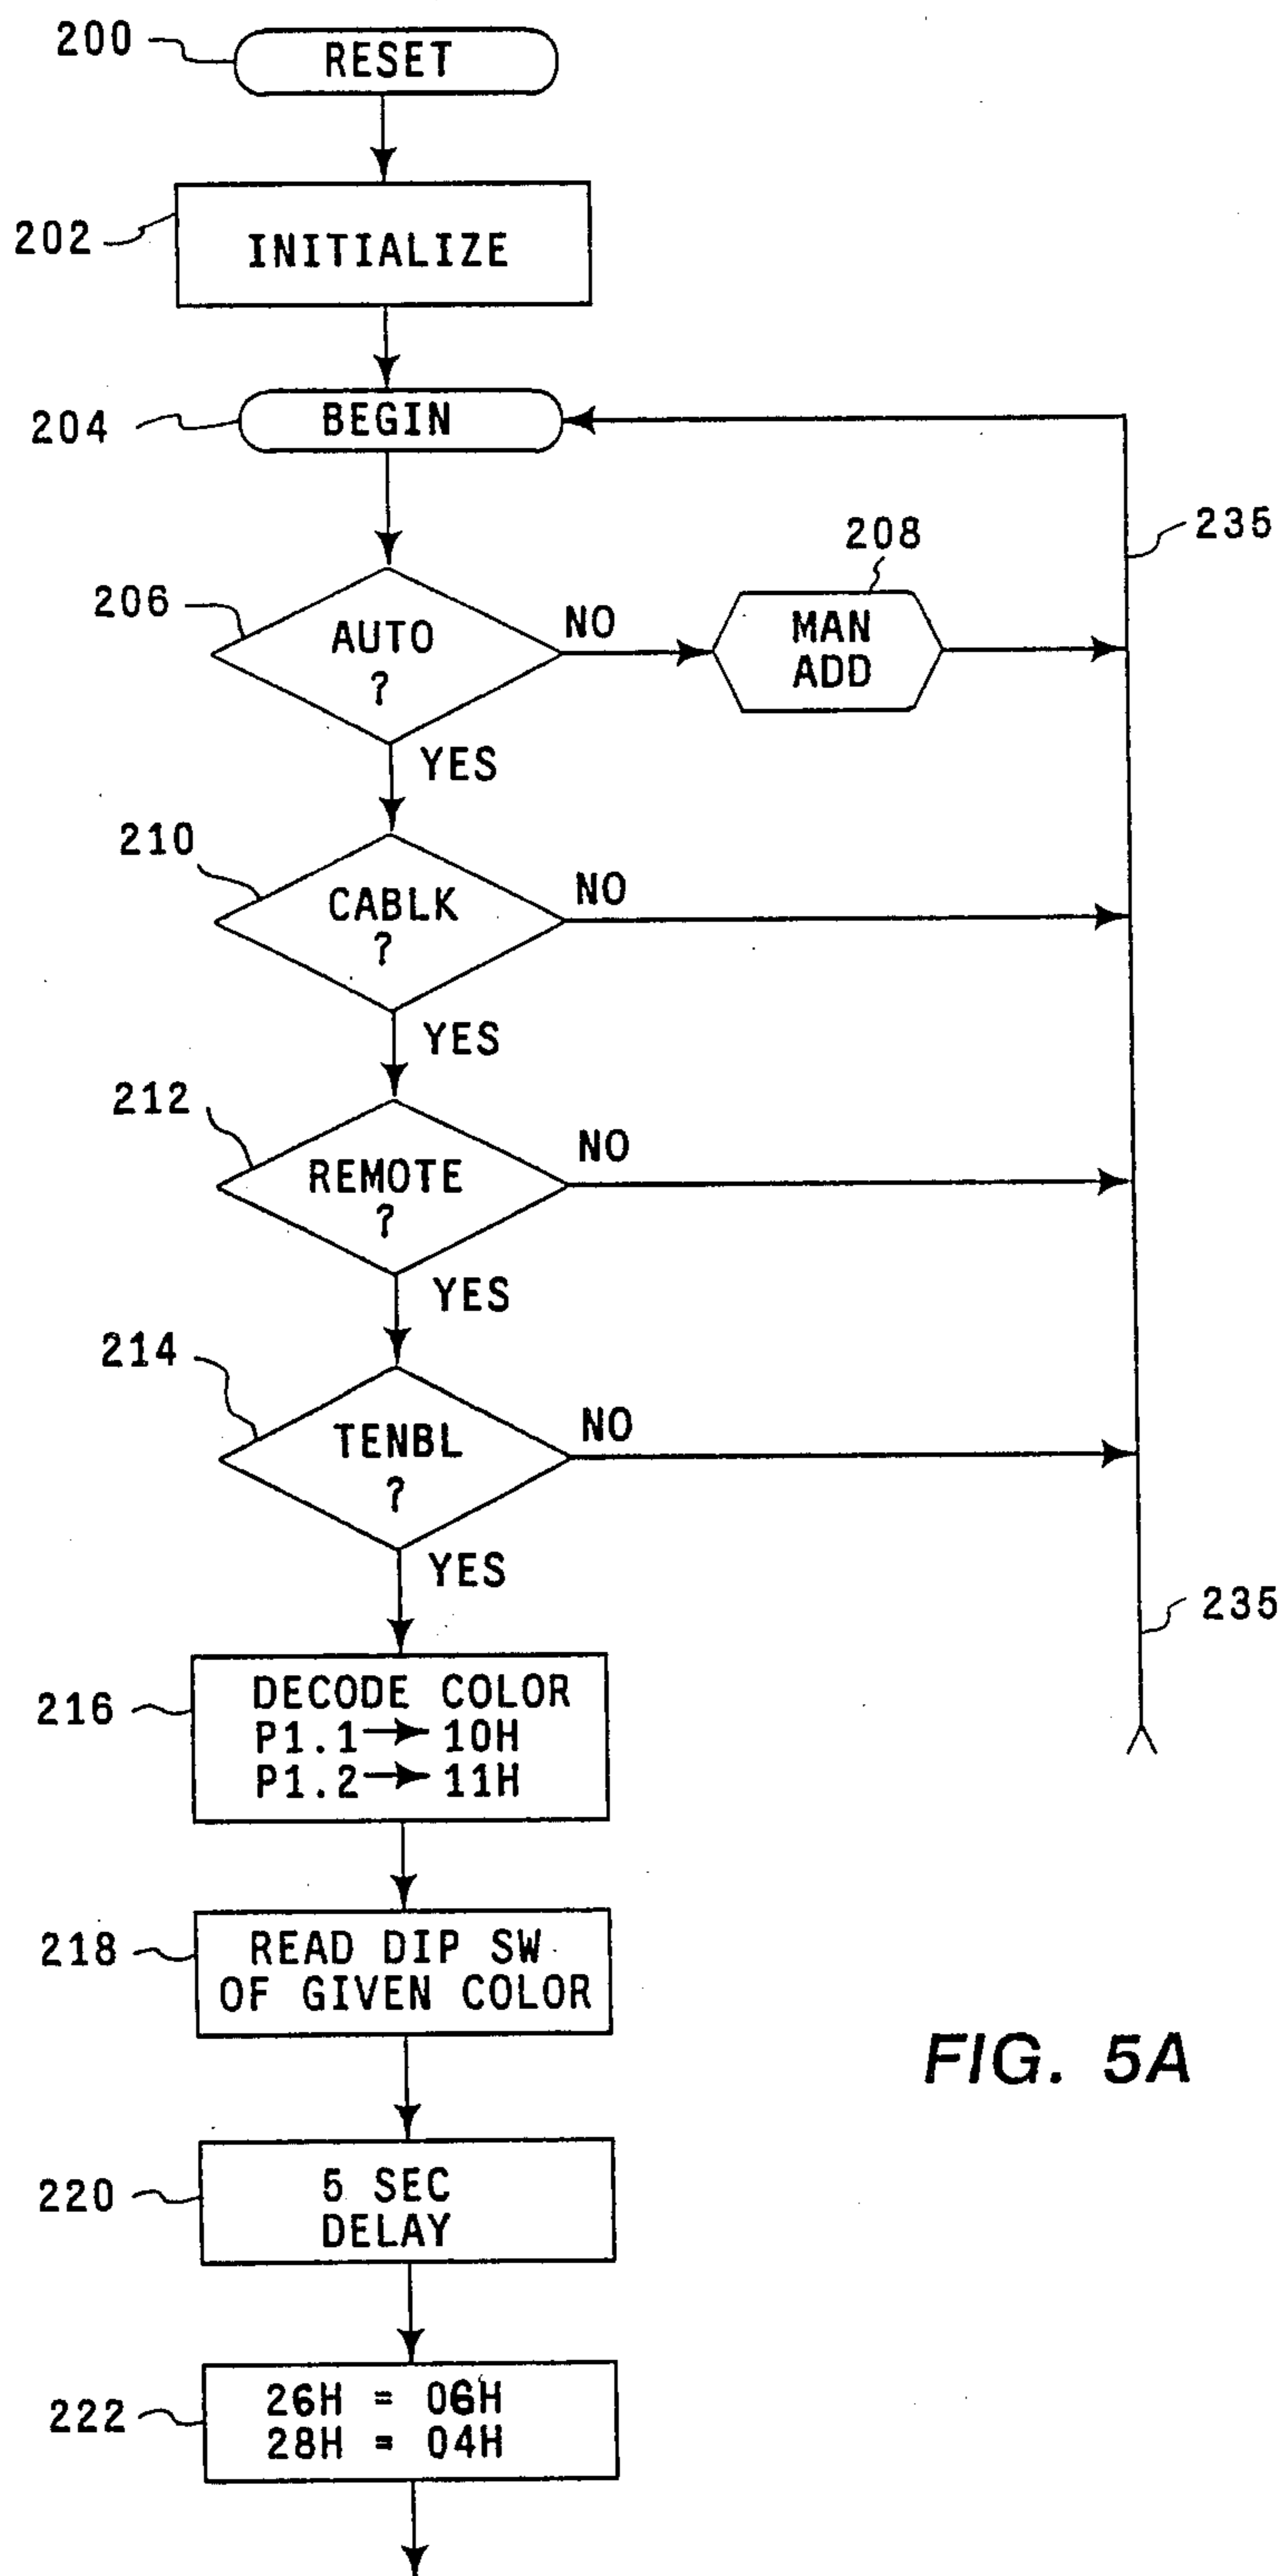 200 RESET
202 INITIALIZE
204 BEGIN
235
208
206 AUTO
?
NO
MAN
ADD
YES
210 CABLK
?
NO
YES
212 REMOTE
?
NO
YES
214 TENBL
?
NO
YES
235
216 DECODE COLOR
P1.1 → 10H
P1.2 → 11H
218 READ DIP SW
OF GIVEN COLOR
FIG. 5A
220 5 SEC
DELAY
222 26H = 06H
28H = 04H